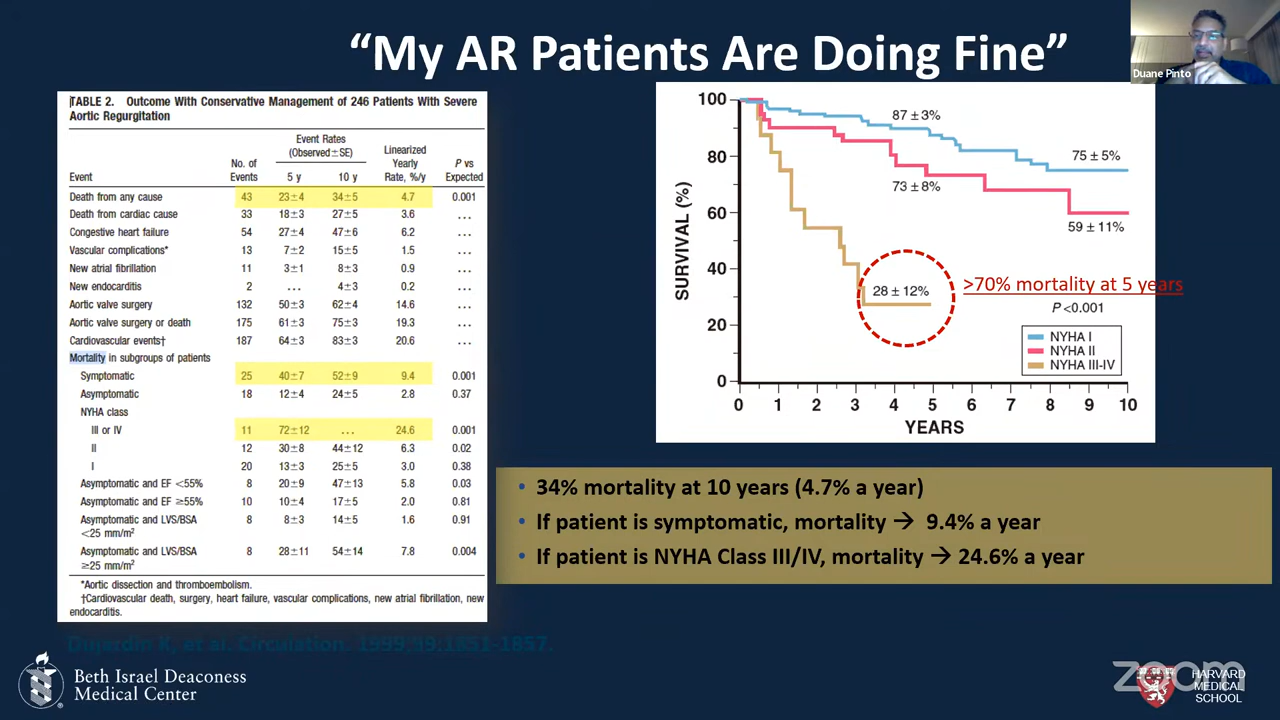 “My AR Patients Are Doing Fine”
Duane Pinto
TABLE 2. Outcome With Conservative Management of 246 Patients With Severe
Aortic Regurgitation
Event Rates
(Observed±SE)
Linearized
Yearly
Rate, %/y
No. of
Events
P vs
Expected
Event 5 y 10 y
Death from any cause 43 23±4 34±5 4.7 0.001
Death from cardiac cause 33 18±3 27±5 3.6 ...
Congestive heart failure 54 27±4 47±6 6.2 ...
Vascular complications* 13 7±2 15±5 1.5 ...
New atrial fibrillation 11 3±1 8±3 0.9 ...
New endocarditis 2 ... 4±3 0.2 ...
Aortic valve surgery 132 50±3 62±4 14.6 ...
Aortic valve surgery or death 175 61±3 75±3 19.3 ...
Cardiovascular events† 187 64±3 83±3 20.6 ...
Mortality in subgroups of patients
Symptomatic 25 40±7 52±9 9.4 0.001
Asymptomatic 18 12±4 24±5 2.8 0.37
NYHA class
III or IV 11 72±12 ... 24.6 0.001
II 12 30±8 44±12 6.3 0.02
I 20 13±3 25±5 3.0 0.38
Asymptomatic and EF <55% 8 20±9 47±13 5.8 0.03
Asymptomatic and EF ≥55% 10 10±4 17±5 2.0 0.81
Asymptomatic and LVS/BSA 8 8±3 14±5 1.6 0.91
<25 mm/m²
Asymptomatic and LVS/BSA 8 28±11 54±14 7.8 0.004
≥25 mm/m²
*Aortic dissection and thromboembolism.
†Cardiovascular death, surgery, heart failure, vascular complications, new atrial fibrillation, new
endocarditis.
Dujardin K, et al. Circulation. 1999;99:1851-1857.
SURVIVAL (%)
100
80
60
40
20
0
87 ± 3%
75 ± 5%
73 ± 8%
59 ± 11%
28 ± 12%
>70% mortality at 5 years
P <0.001
NYHA I
NYHA II
NYHA III-IV
0 1 2 3 4 5 6 7 8 9 10
YEARS
• 34% mortality at 10 years (4.7% a year)
• If patient is symptomatic, mortality → 9.4% a year
• If patient is NYHA Class III/IV, mortality → 24.6% a year
Beth Israel Deaconess
Medical Center
zoom
HARVARD
MEDICAL
SCHOOL